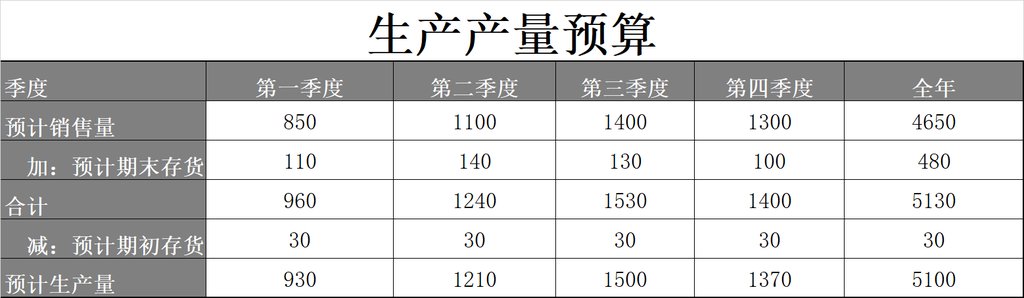 生产产量预算
季度 第一季度 第二季度 第三季度 第四季度 全年
预计销售量 850 1100 1400 1300 4650
加：预计期末存货 110 140 130 100 480
合计 960 1240 1530 1400 5130
减：预计期初存货 30 30 30 30 30
预计生产量 930 1210 1500 1370 5100